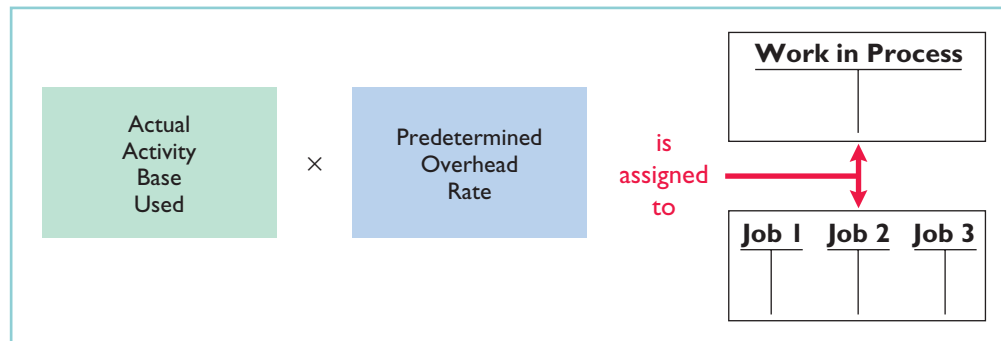 Actual
Activity
Base
Used
×
Predetermined
Overhead
Rate
is
assigned
to
Work in Process
Job 1 Job 2 Job 3